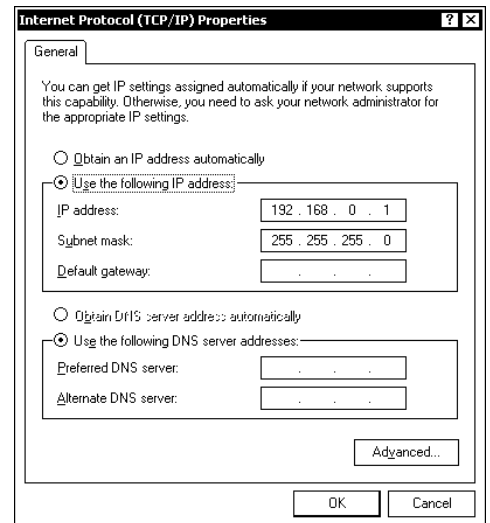 Internet Protocol (TCP/IP) Properties
General
You can get IP settings assigned automatically if your network supports
this capability. Otherwise, you need to ask your network administrator for
the appropriate IP settings.
Obtain an IP address automatically
Use the following IP address:
IP address: 192 . 168 . 0 . 1
Subnet mask: 255 . 255 . 255 . 0
Default gateway: . . .
Obtain DNS server address automatically
Use the following DNS server addresses:
Preferred DNS server: . . .
Alternate DNS server: . . .
Advanced...
OK Cancel